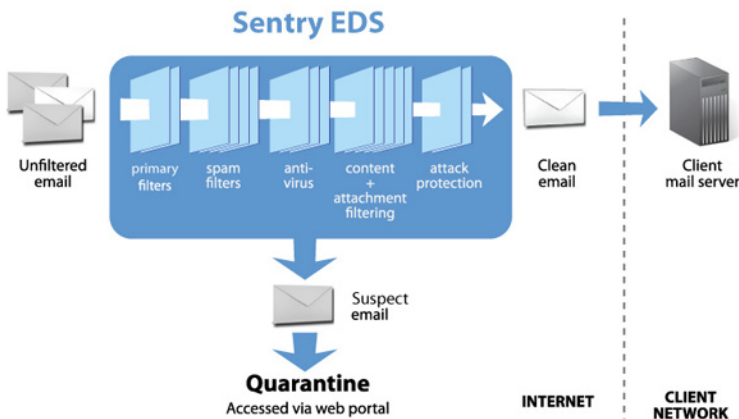 Sentry EDS
Unfiltered
email
primary
filters
spam
filters
anti-
virus
content
+
attachment
filtering
attack
protection
Clean
email
Client
mail server
Suspect
email
Quarantine
Accessed via web portal
INTERNET
CLIENT
NETWORK